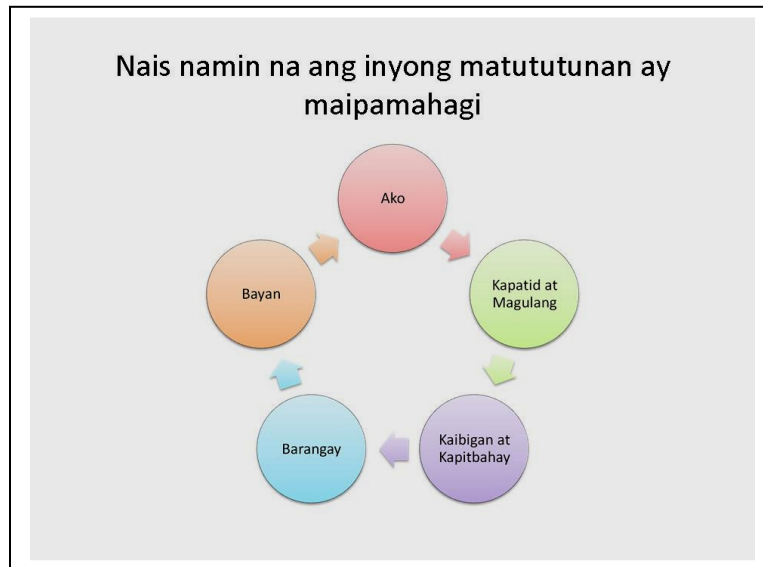 Nais namin na ang inyong matututunan ay
maipamahagi
Ako
Kapatid at
Magulang
Kaibigan at
Kapitbahay
Barangay
Bayan